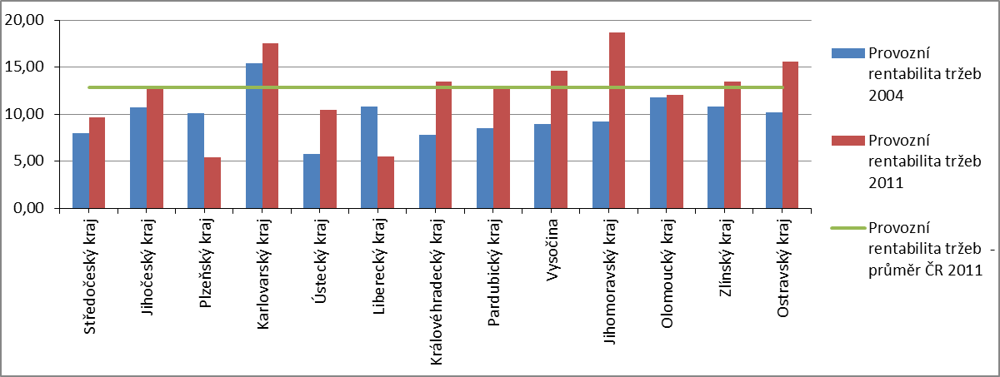 20,00
15,00
10,00
5,00
0,00
Středočeský kraj
Jihočeský kraj
Plzeňský kraj
Karlovarský kraj
Ústecký kraj
Liberecký kraj
Královéhradecký kraj
Pardubický kraj
Vysočina
Jihomoravský kraj
Olomoucký kraj
Zlínský kraj
Ostravský kraj
Provozní
rentabilita tržeb
2004
Provozní
rentabilita tržeb
2011
Provozní
rentabilita tržeb -
průměr ČR 2011